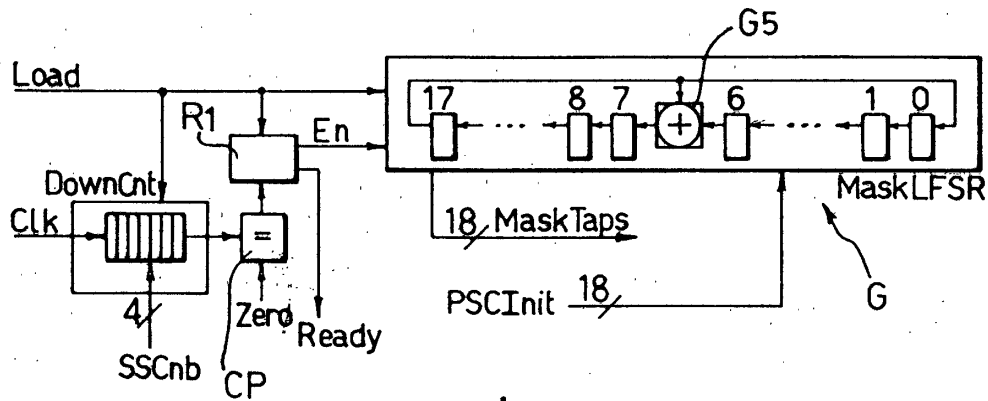 G5
Load
17 ... 8 7 + 6 ... 1 0
R1
En
DownCnt
MaskLFSR
Clk
=
18 MaskTaps
G
4
Zero
Ready
PSCInit 18
SSCnb
CP